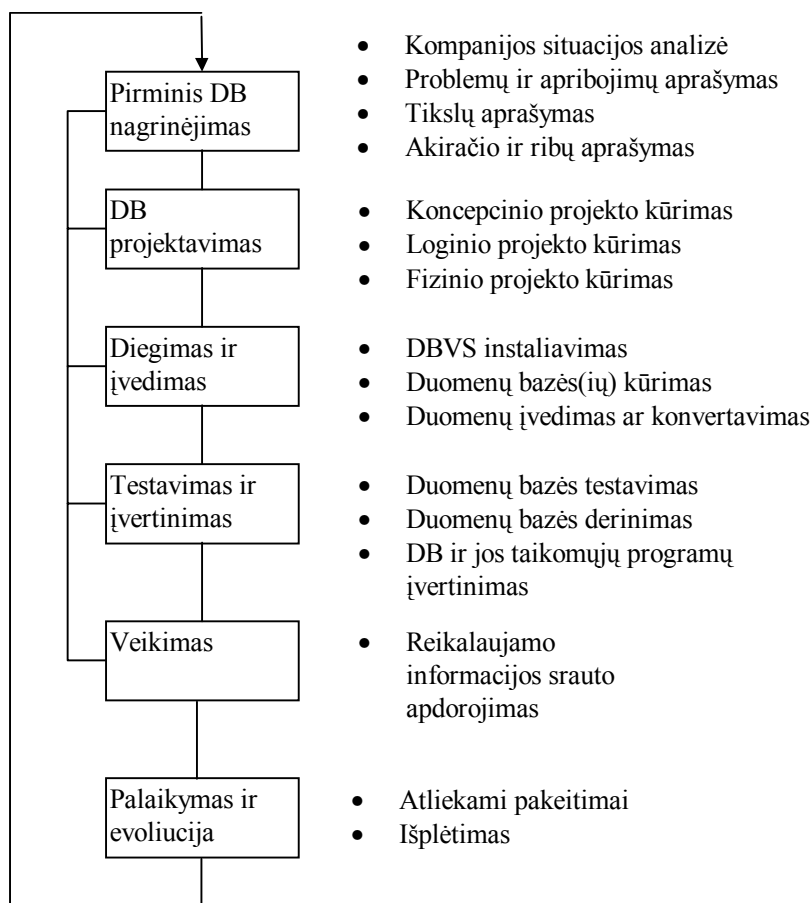 Pirminis DB
nagrinėjimas
• Kompanijos situacijos analizė
• Problemų ir apribojimų aprašymas
• Tikslų aprašymas
• Akiračio ir ribų aprašymas
DB
projektavimas
• Koncepcinio projekto kūrimas
• Loginio projekto kūrimas
• Fizinio projekto kūrimas
Diegimas ir
įvedimas
• DBVS instaliavimas
• Duomenų bazės(ių) kūrimas
• Duomenų įvedimas ar konvertavimas
Testavimas ir
įvertinimas
• Duomenų bazės testavimas
• Duomenų bazės derinimas
• DB ir jos taikomųjų programų
įvertinimas
Veikimas
• Reikalaujamo
informacijos srauto
apdorojimas
Palaikymas ir
evoliucija
• Atliekami pakeitimai
• Išplėtimas